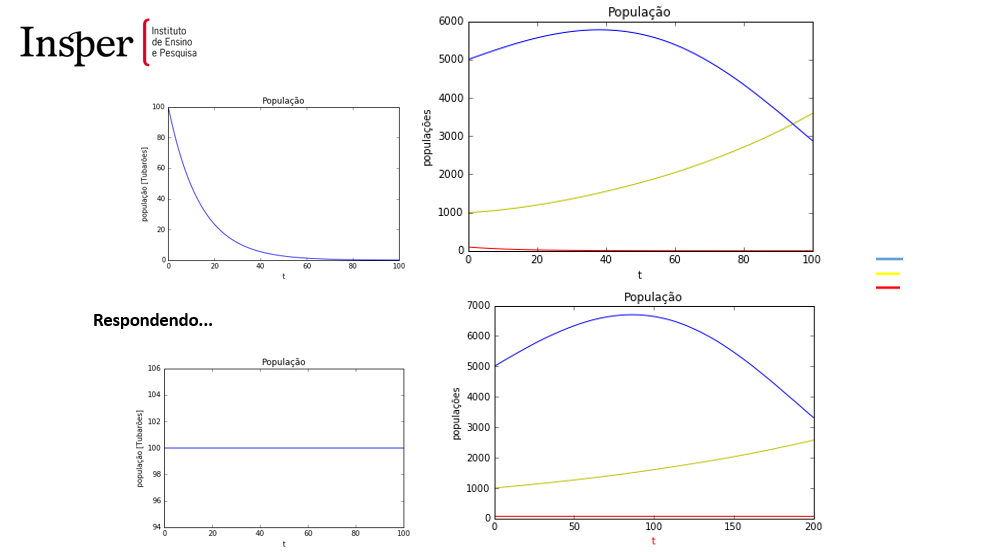 Insper
Instituto
de Ensino
e Pesquisa
População
100
80
60
40
20
0
população [Tubarões]
0 20 40 60 80 100
t
População
6000
5000
4000
3000
2000
1000
0
populações
0 20 40 60 80 100
t
Respondendo...
População
106
104
102
100
98
96
94
população [Tubarões]
0 20 40 60 80 100
t
População
7000
6000
5000
4000
3000
2000
1000
0
populações
0 50 100 150 200
t